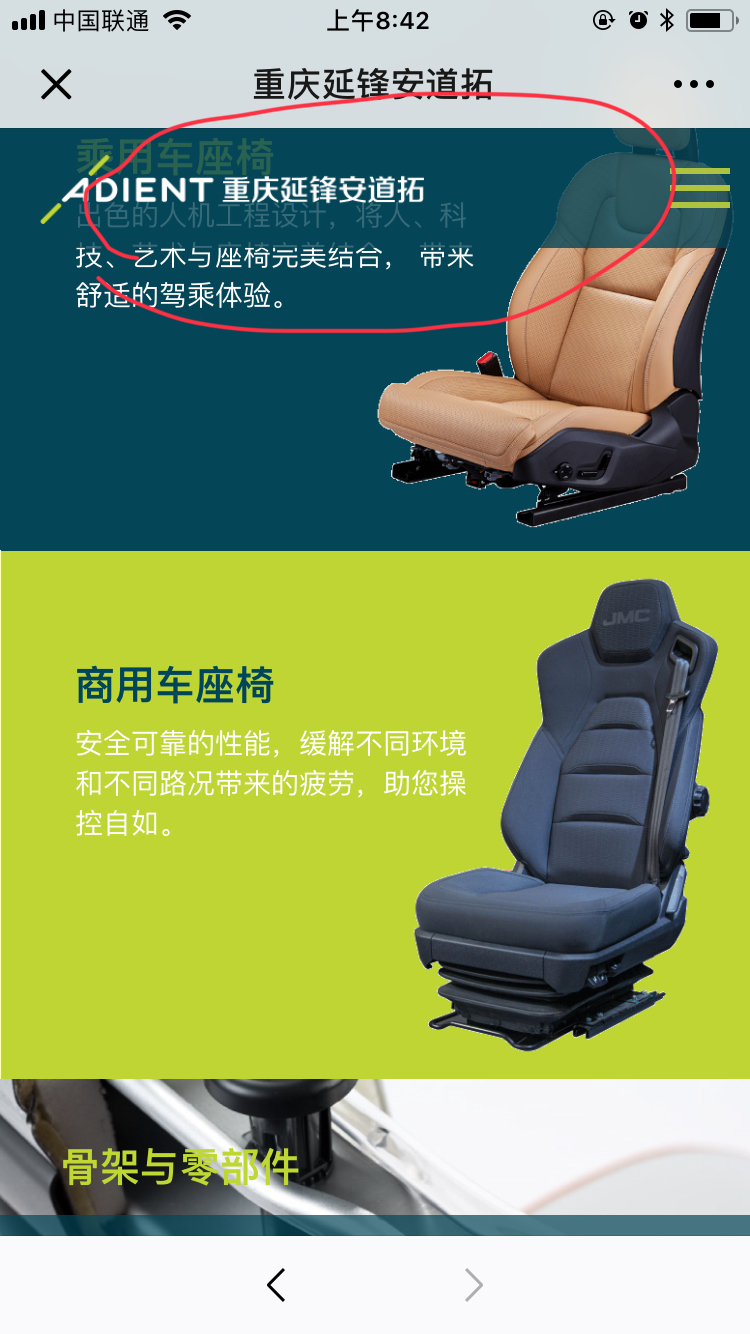 中国联通
上午8:42
重庆延锋安道拓
乘用车座椅
ADIENT 重庆延锋安道拓
出色的人机工程设计，将人、科
技、艺术与座椅完美结合， 带来
舒适的驾乘体验。
JMC
商用车座椅
安全可靠的性能，缓解不同环境
和不同路况带来的疲劳，助您操
控自如。
骨架与零部件